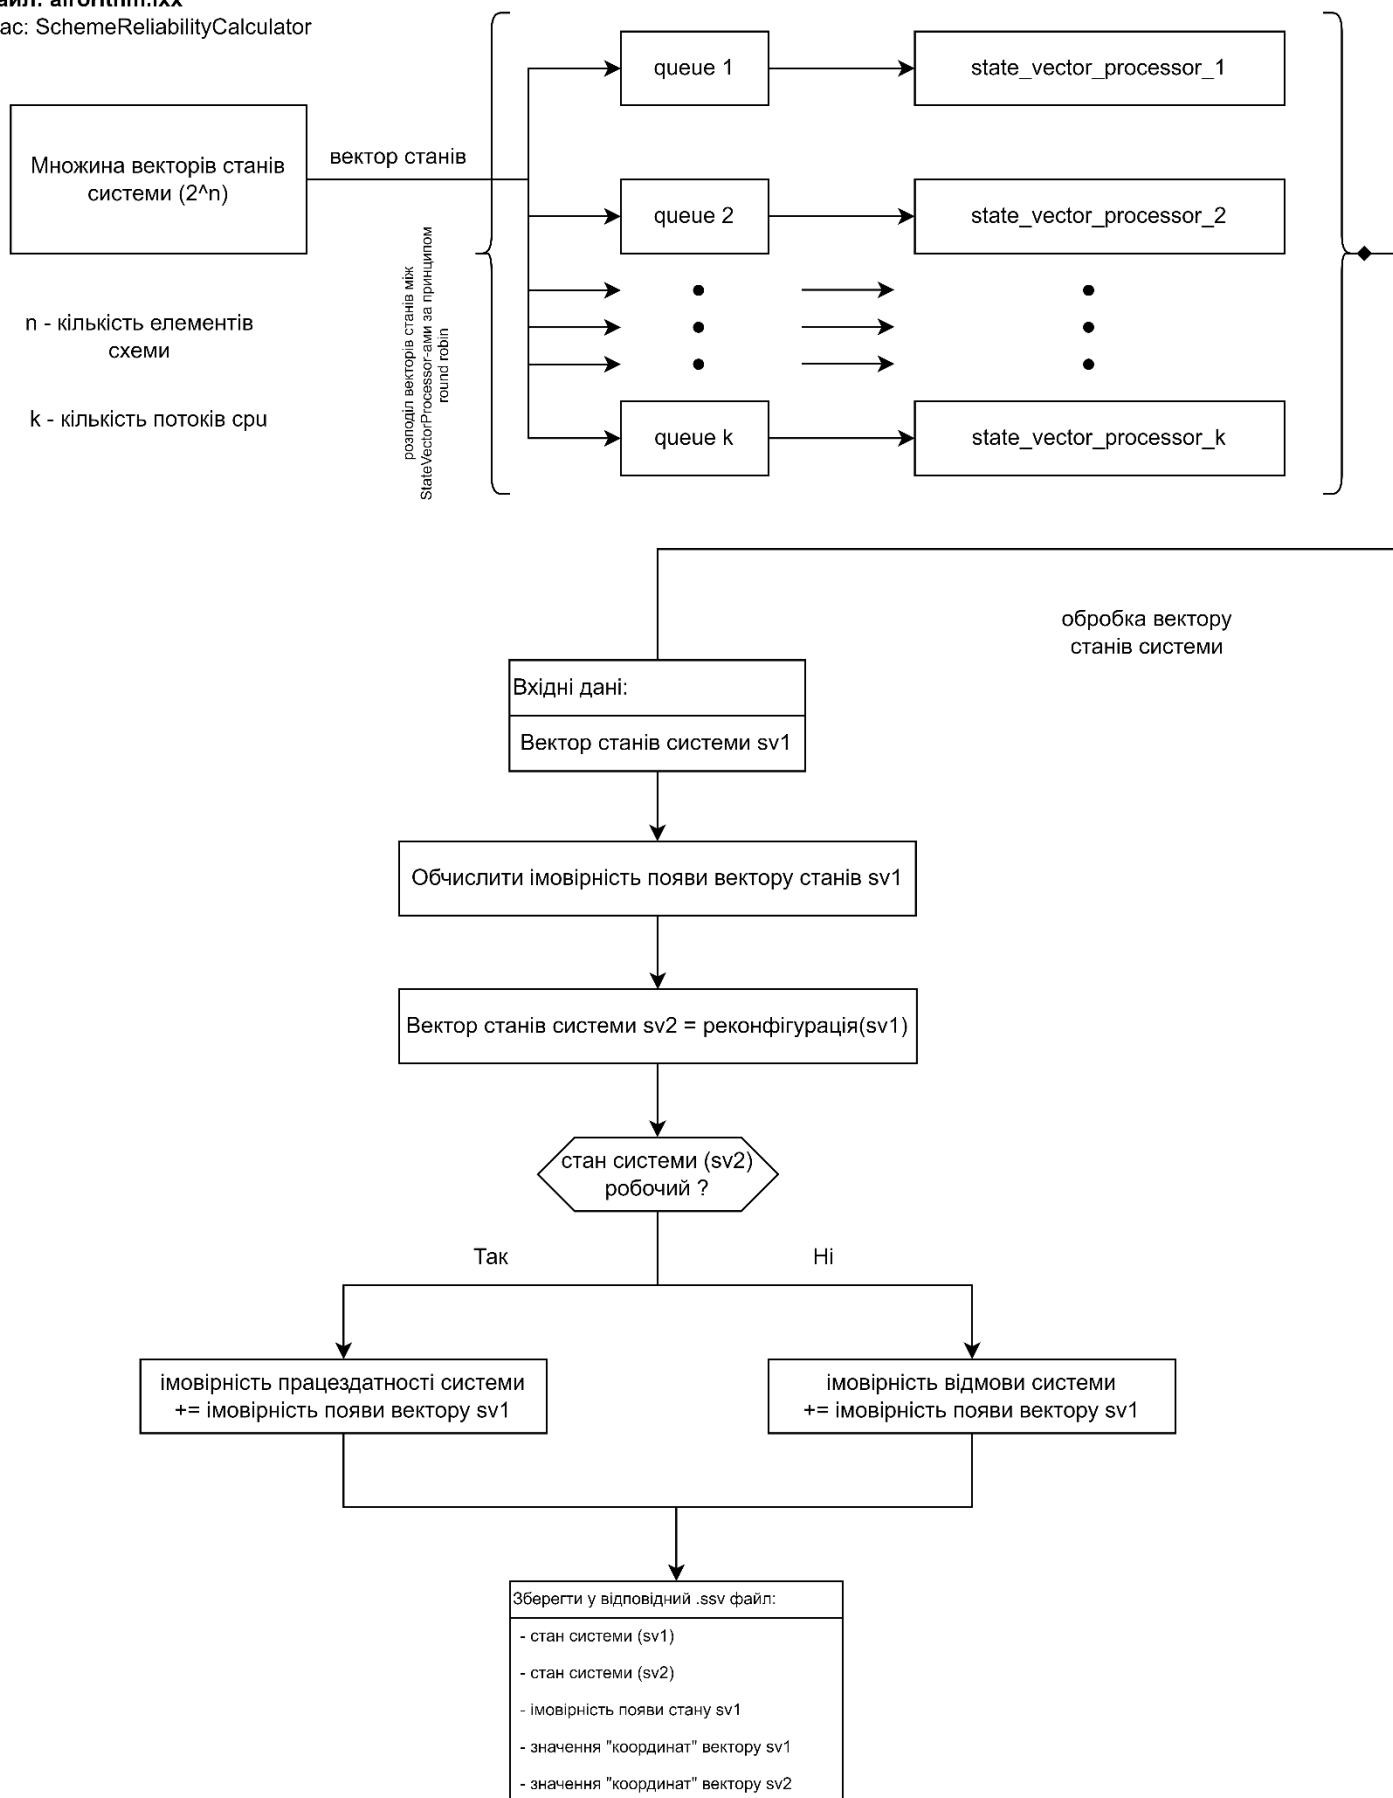 ас: SchemeReliabilityCalculator
queue 1
state_vector_processor_1
Множина векторів станів
системи (2^n)
вектор станів
queue 2
state_vector_processor_2
розподіл векторів станів між
StateVectorProcessor-ами за принципом
round robin
n - кількість елементів
схеми
k - кількість потоків cpu
queue k
state_vector_processor_k
обробка вектору
станів системи
Вхідні дані:
Вектор станів системи sv1
Обчислити імовірність появи вектору станів sv1
Вектор станів системи sv2 = реконфігурація(sv1)
стан системи (sv2)
робочий ?
Так
Ні
імовірність працездатності системи
+= імовірність появи вектору sv1
імовірність відмови системи
+= імовірність появи вектору sv1
Зберегти у відповідний .ssv файл:
- стан системи (sv1)
- стан системи (sv2)
- імовірність появи стану sv1
- значення "координат" вектору sv1
- значення "координат" вектору sv2